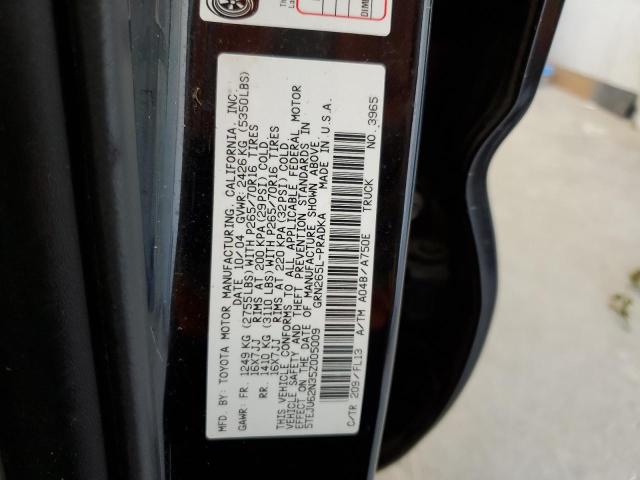 MFD. BY: TOYOTA MOTOR MANUFACTURING, CALIFORNIA, INC.
DATE: 10/04 GVWR: 2426 KG (5350LBS)
GAWR: FR. 1249 KG (2755LBS) WITH P265/70R16 TIRES
16X7JJ RIMS AT 200 KPA (29PSI) COLD
RR. 1410 KG (3110 LBS) WITH P265/70R16 TIRES
16X7JJ RIMS AT 220 KPA (32PSI) COLD
THIS VEHICLE CONFORMS TO ALL APPLICABLE FEDERAL MOTOR
VEHICLE SAFETY AND THEFT PREVENTION STANDARDS IN
EFFECT ON THE DATE OF MANUFACTURE SHOWN ABOVE.
5TEJU62N35Z005009 GRN265L-PRADKA MADE IN U.S.A.
C/TR 209/FL13 A/TM A04B/A750E TRUCK NO. 3965